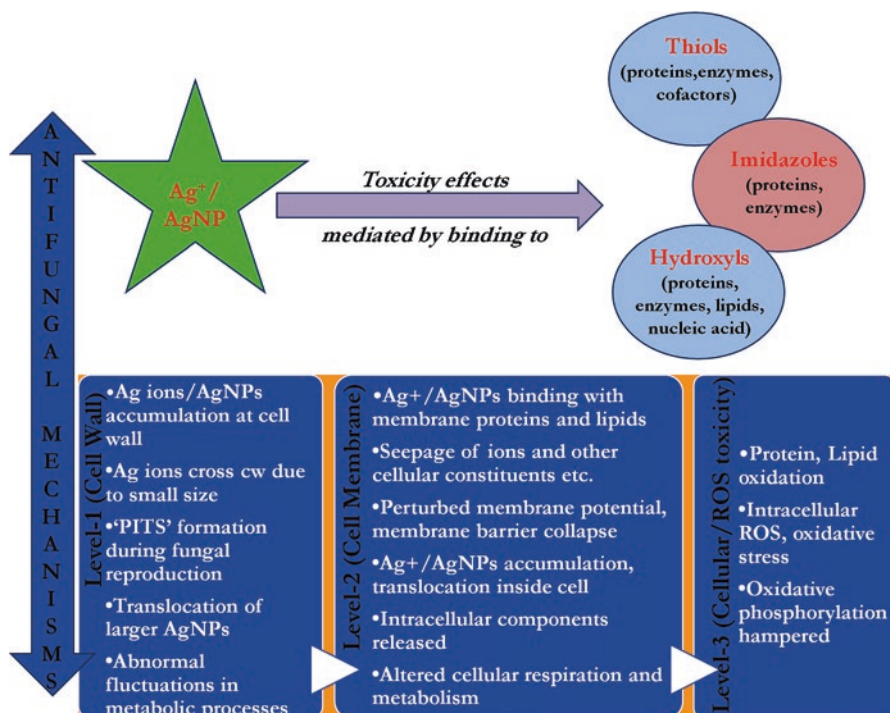 Thiols
(proteins,enzymes,
cofactors)
Imidazoles
(proteins,
enzymes)
Hydroxyls
(proteins,
enzymes, lipids,
nucleic acid)
Ag⁺/
AgNP
Toxicity effects
mediated by binding to
ANTIFUNGAL MECHANISMS
Level-1 (Cell Wall)
•Ag ions/AgNPs
accumulation at cell
wall
•Ag ions cross cw due
to small size
•‘PITS’ formation
during fungal
reproduction
•Translocation of
larger AgNPs
•Abnormal
fluctuations in
metabolic processes
Level-2 (Cell Membrane)
•Ag+/AgNPs binding with
membrane proteins and lipids
•Seepage of ions and other
cellular constituents etc.
•Perturbed membrane potential,
membrane barrier collapse
•Ag+/AgNPs accumulation,
translocation inside cell
•Intracellular components
released
•Altered cellular respiration and
metabolism
Level-3 (Cellular/ROS toxicity)
•Protein, Lipid
oxidation
•Intracellular
ROS, oxidative
stress
•Oxidative
phosphorylation
hampered